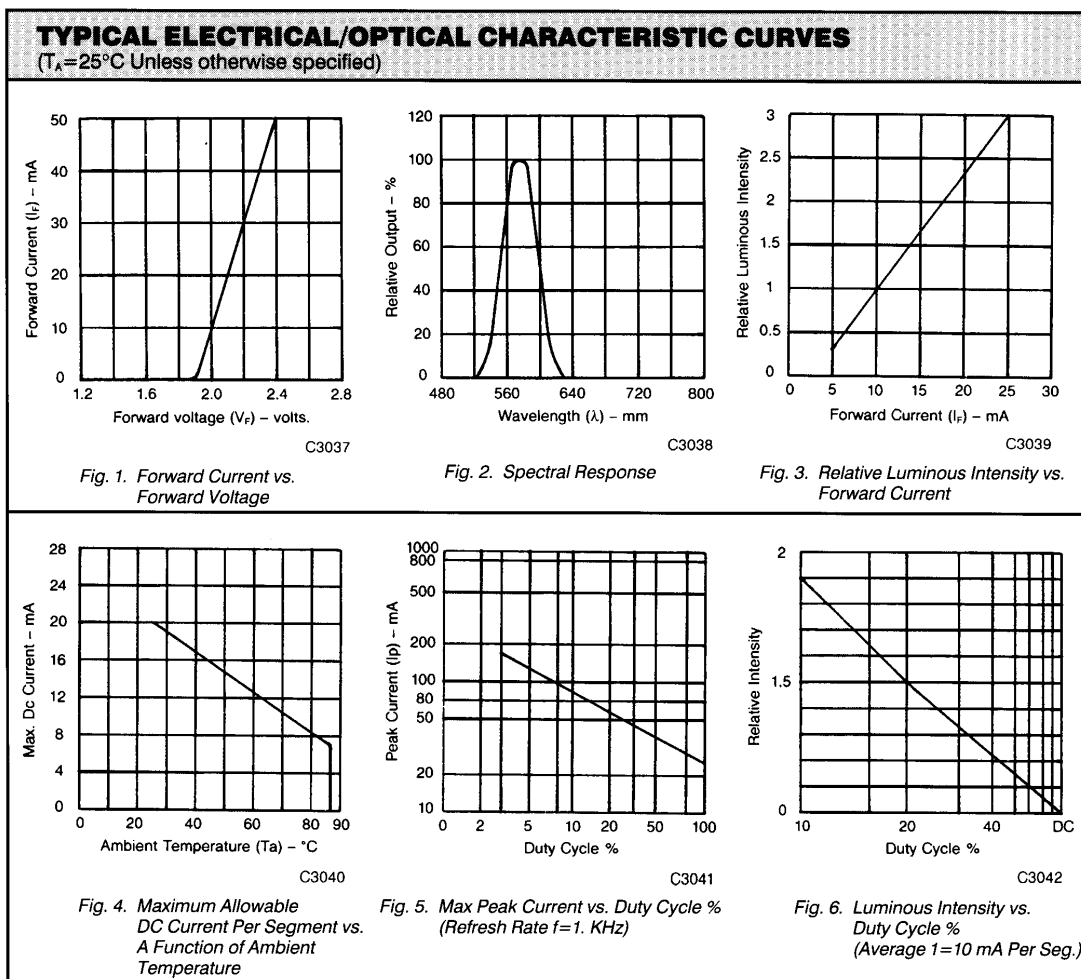 TYPICAL ELECTRICAL/OPTICAL CHARACTERISTIC CURVES
(TA=25°C Unless otherwise specified)
Forward Current (IF) – mA
50
40
30
20
10
0
1.2 1.6 2.0 2.4 2.8
Forward voltage (VF) – volts.
C3037
Fig. 1. Forward Current vs.
Forward Voltage
Relative Output – %
120
100
80
60
40
20
0
480 560 640 720 800
Wavelength (λ) – mm
C3038
Fig. 2. Spectral Response
Relative Luminous Intensity
3
2.5
2
1.5
1
0.5
0
0 5 10 15 20 25 30
Forward Current (IF) – mA
C3039
Fig. 3. Relative Luminous Intensity vs.
Forward Current
Max. Dc Current – mA
28
24
20
16
12
8
4
0
0 20 40 60 80 90
Ambient Temperature (Ta) – °C
C3040
Fig. 4. Maximum Allowable
DC Current Per Segment vs.
A Function of Ambient
Temperature
Peak Current (Ip) – mA
1000
800
500
200
100
80
50
20
10
0 2 5 10 20 50 100
Duty Cycle %
C3041
Fig. 5. Max Peak Current vs. Duty Cycle %
(Refresh Rate f=1. KHz)
Relative Intensity
2
1.5
0
10 20 40 DC
Duty Cycle %
C3042
Fig. 6. Luminous Intensity vs.
Duty Cycle %
(Average 1=10 mA Per Seg.)